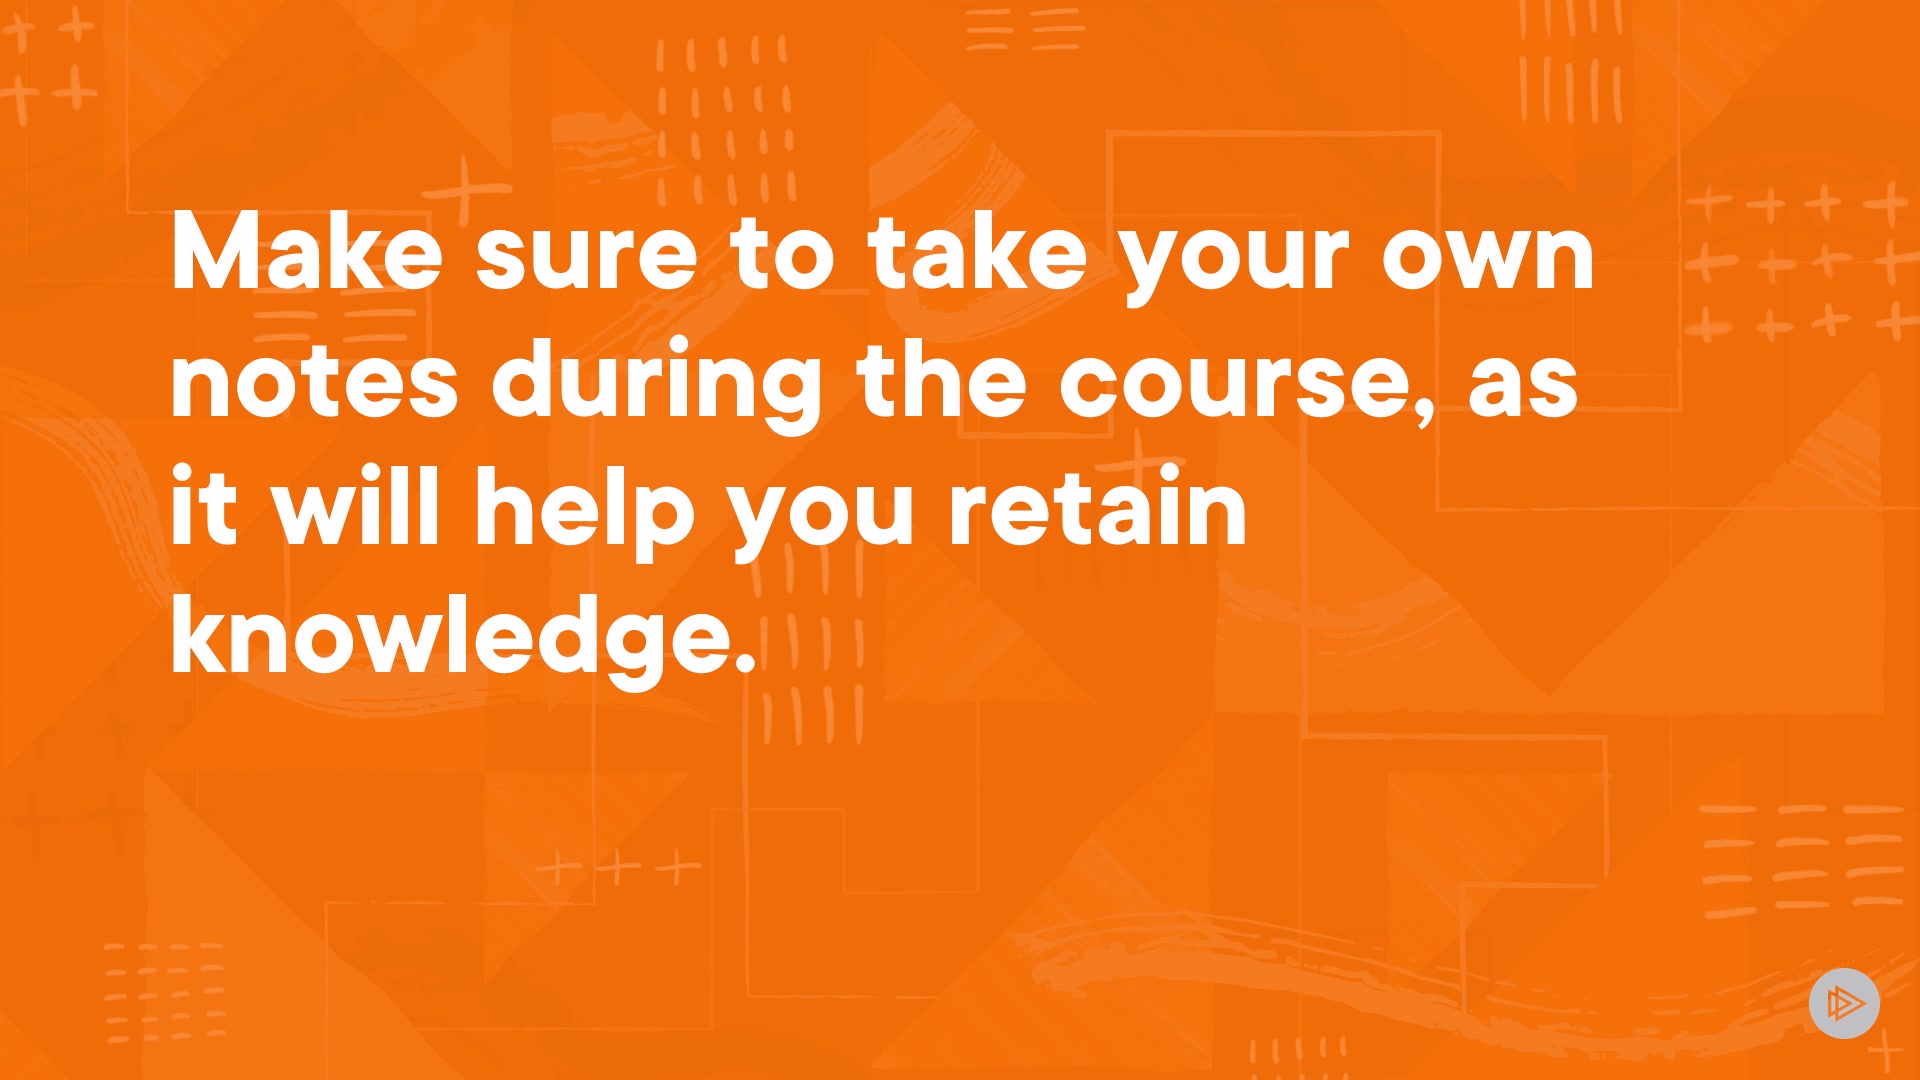 Make sure to take your own
notes during the course, as
it will help you retain
knowledge.